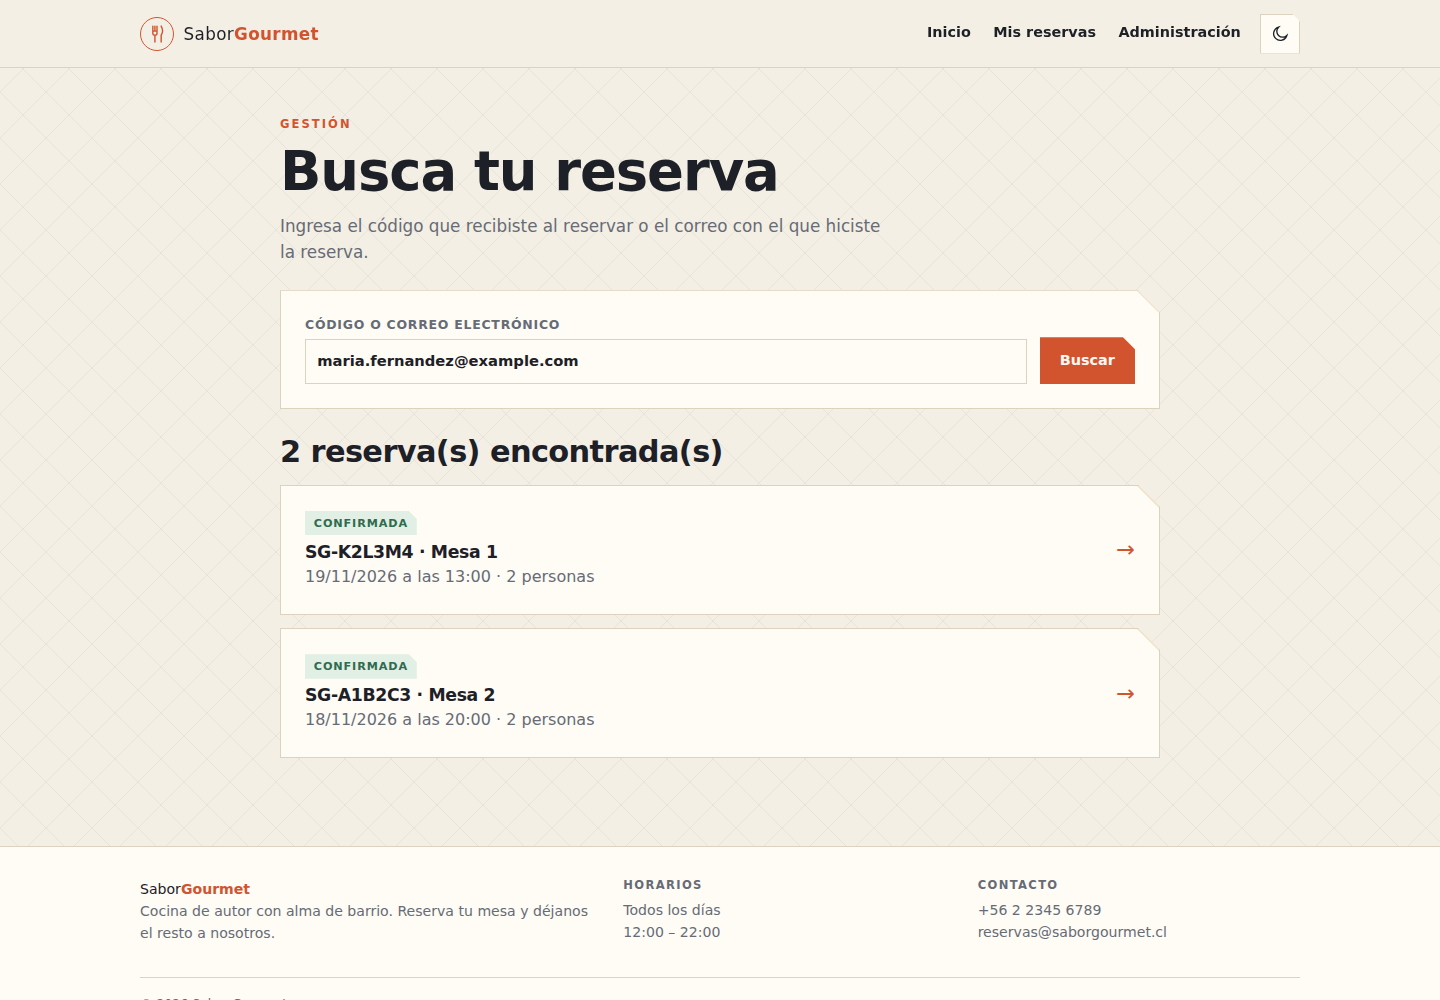 SaborGourmet
Inicio
Mis reservas
Administración
GESTIÓN
Busca tu reserva
Ingresa el código que recibiste al reservar o el correo con el que hiciste
la reserva.
CÓDIGO O CORREO ELECTRÓNICO
maria.fernandez@example.com
Buscar
2 reserva(s) encontrada(s)
CONFIRMADA
SG-K2L3M4 · Mesa 1
19/11/2026 a las 13:00 · 2 personas
→
CONFIRMADA
SG-A1B2C3 · Mesa 2
18/11/2026 a las 20:00 · 2 personas
→
SaborGourmet
Cocina de autor con alma de barrio. Reserva tu mesa y déjanos
el resto a nosotros.
HORARIOS
Todos los días
12:00 – 22:00
CONTACTO
+56 2 2345 6789
reservas@saborgourmet.cl